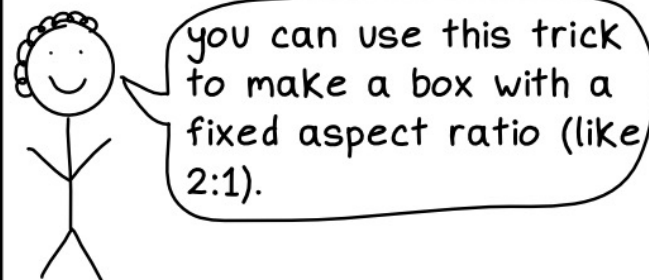 you can use this trick
to make a box with a
fixed aspect ratio (like
2:1).